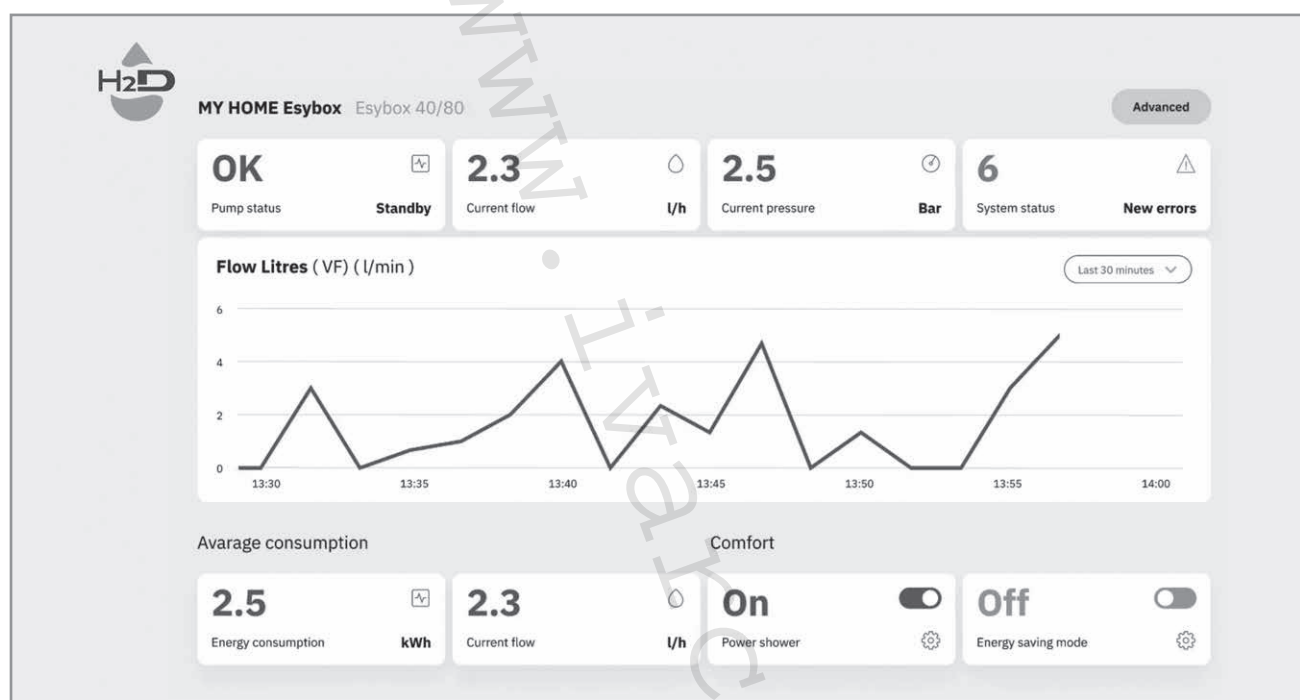 H2D
MY HOME Esybox Esybox 40/80
Advanced
OK
Pump status Standby
2.3
Current flow l/h
2.5
Current pressure Bar
6
System status New errors
Flow Litres ( VF) ( l/min )
Last 30 minutes
6
4
2
0
13:30 13:35 13:40 13:45 13:50 13:55 14:00
Avarage consumption
2.5
Energy consumption kWh
2.3
Current flow l/h
Comfort
On
Power shower
Off
Energy saving mode